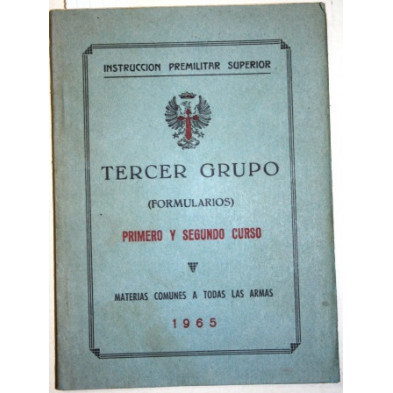 INSTRUCCION PREMILITAR SUPERIOR
TERCER GRUPO
(FORMULARIOS)
PRIMERO Y SEGUNDO CURSO
MATERIAS COMUNES A TODAS LAS ARMAS
1965